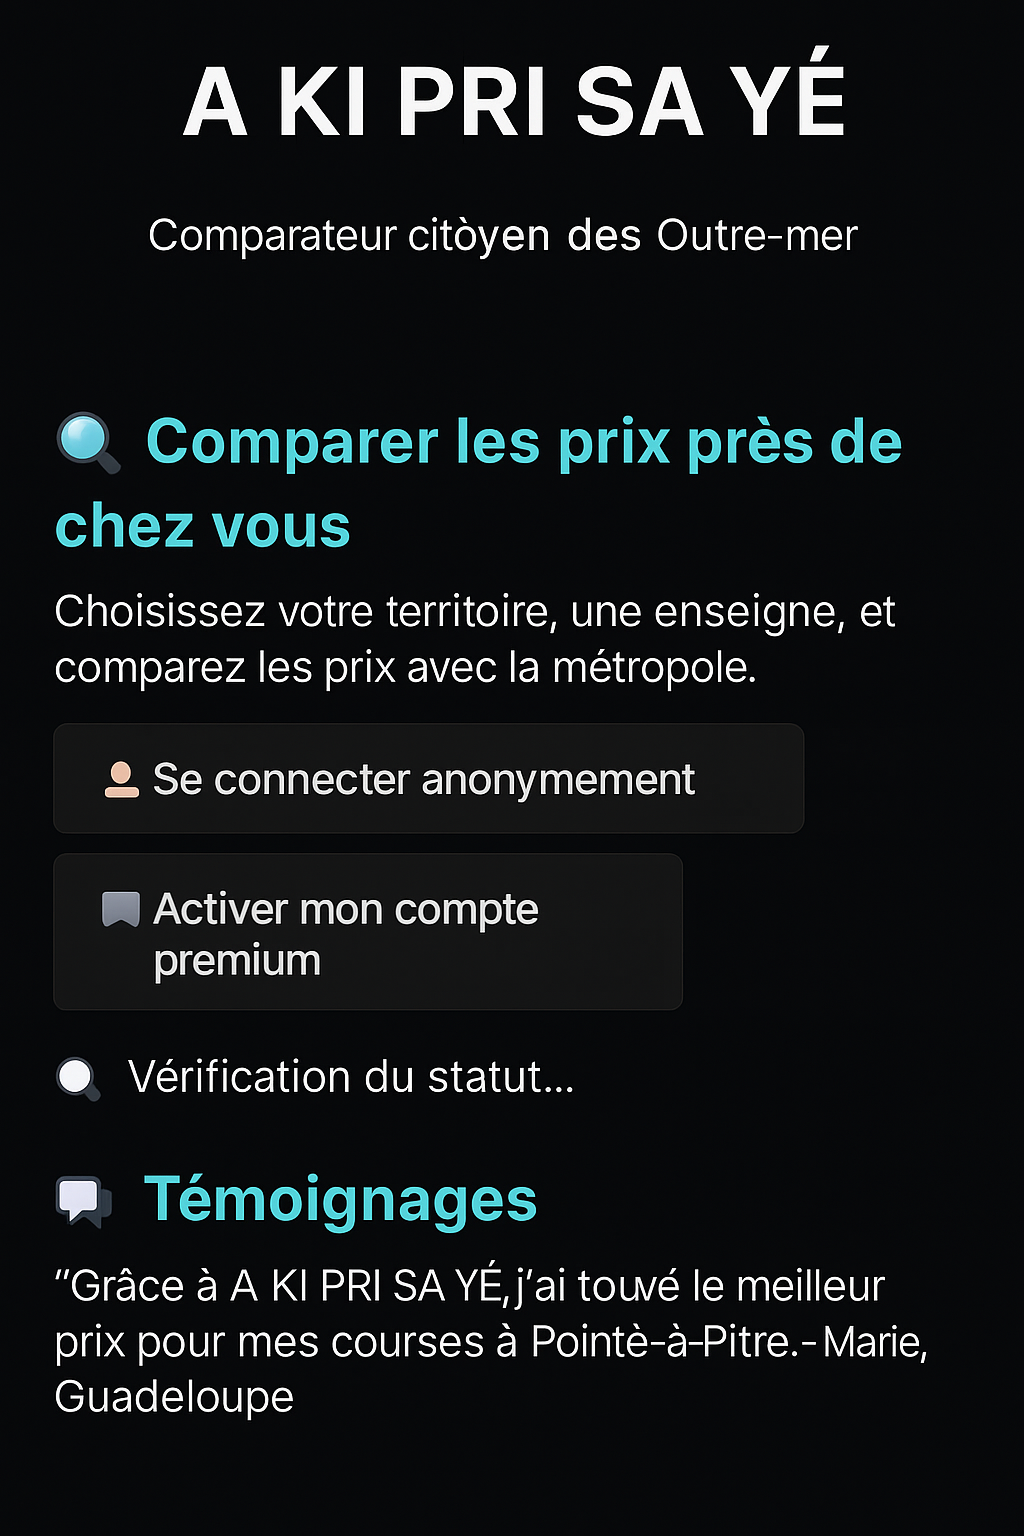 A KI PRI SA YÉ
Comparateur citòyen des Outre-mer
Comparer les prix près de
chez vous
Choisissez votre territoire, une enseigne, et
comparez les prix avec la métropole.
Se connecter anonymement
Activer mon compte
premium
Vérification du statut...
Témoignages
“Grâce à A KI PRI SA YÉ, j’ai touvé le meilleur
prix pour mes courses à Pointè-à-Pitre.- Marie,
Guadeloupe